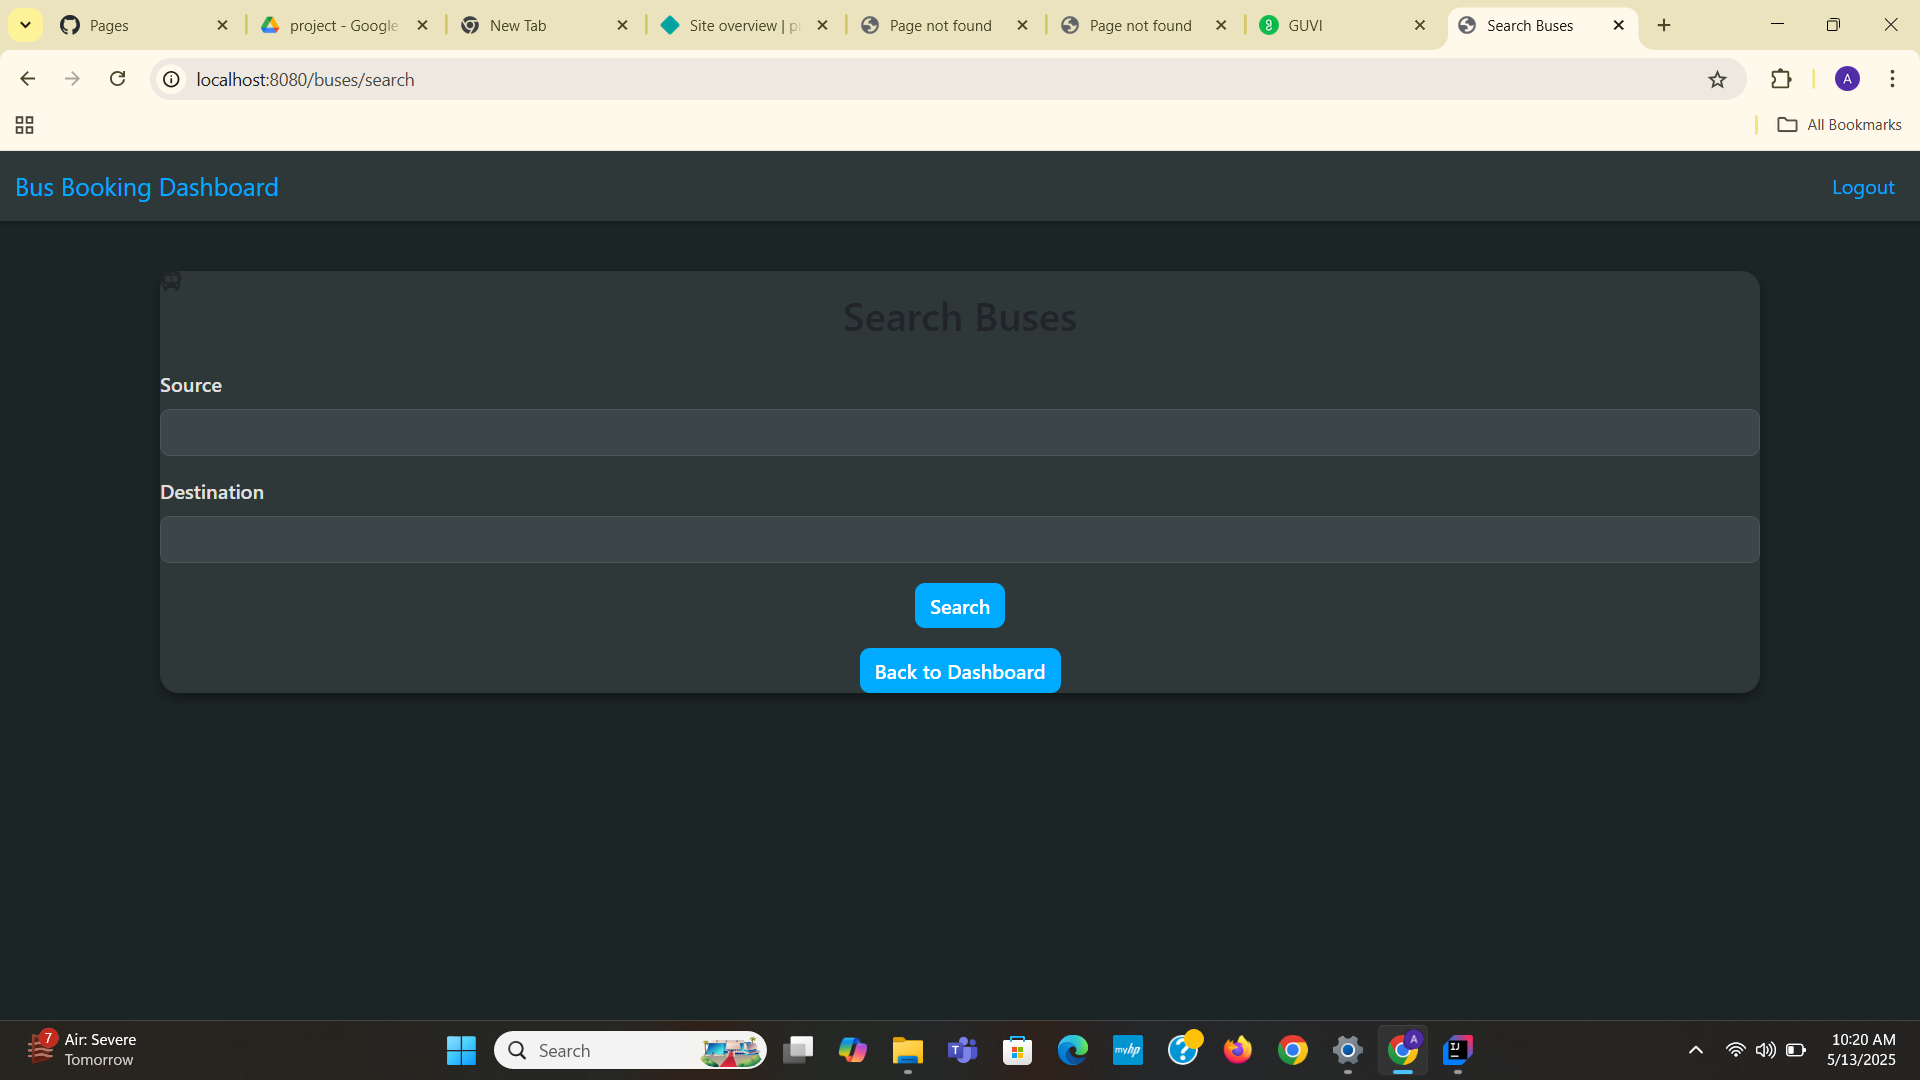 Pages
project - Google
New Tab
Site overview | p
Page not found
Page not found
GUVI
Search Buses
localhost:8080/buses/search
A
All Bookmarks
Bus Booking Dashboard
Logout
Search Buses
Source
Destination
Search
Back to Dashboard
7
Air: Severe
Tomorrow
Search
T
myhp
?
A
IJ
10:20 AM
5/13/2025